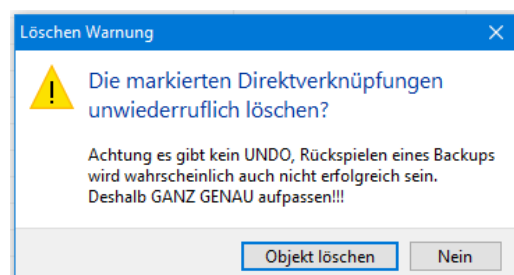 Löschen Warnung
Die markierten Direktverknüpfungen
unwiederruflich löschen?
Achtung es gibt kein UNDO, Rückspielen eines Backups
wird wahrscheinlich auch nicht erfolgreich sein.
Deshalb GANZ GENAU aufpassen!!!
Objekt löschen Nein